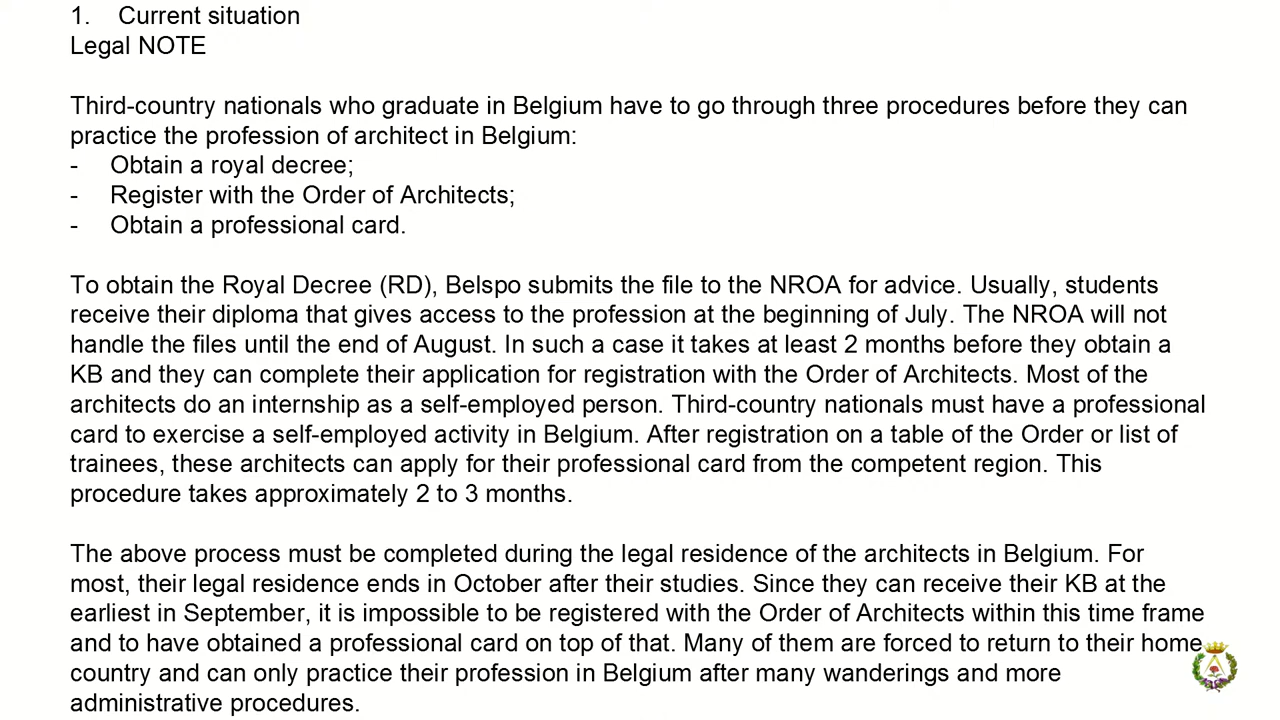 1. Current situation
Legal NOTE
Third-country nationals who graduate in Belgium have to go through three procedures before they can
practice the profession of architect in Belgium:
- Obtain a royal decree;
- Register with the Order of Architects;
- Obtain a professional card.
To obtain the Royal Decree (RD), Belspo submits the file to the NROA for advice. Usually, students
receive their diploma that gives access to the profession at the beginning of July. The NROA will not
handle the files until the end of August. In such a case it takes at least 2 months before they obtain a
KB and they can complete their application for registration with the Order of Architects. Most of the
architects do an internship as a self-employed person. Third-country nationals must have a professional
card to exercise a self-employed activity in Belgium. After registration on a table of the Order or list of
trainees, these architects can apply for their professional card from the competent region. This
procedure takes approximately 2 to 3 months.
The above process must be completed during the legal residence of the architects in Belgium. For
most, their legal residence ends in October after their studies. Since they can receive their KB at the
earliest in September, it is impossible to be registered with the Order of Architects within this time frame
and to have obtained a professional card on top of that. Many of them are forced to return to their home
country and can only practice their profession in Belgium after many wanderings and more
administrative procedures.